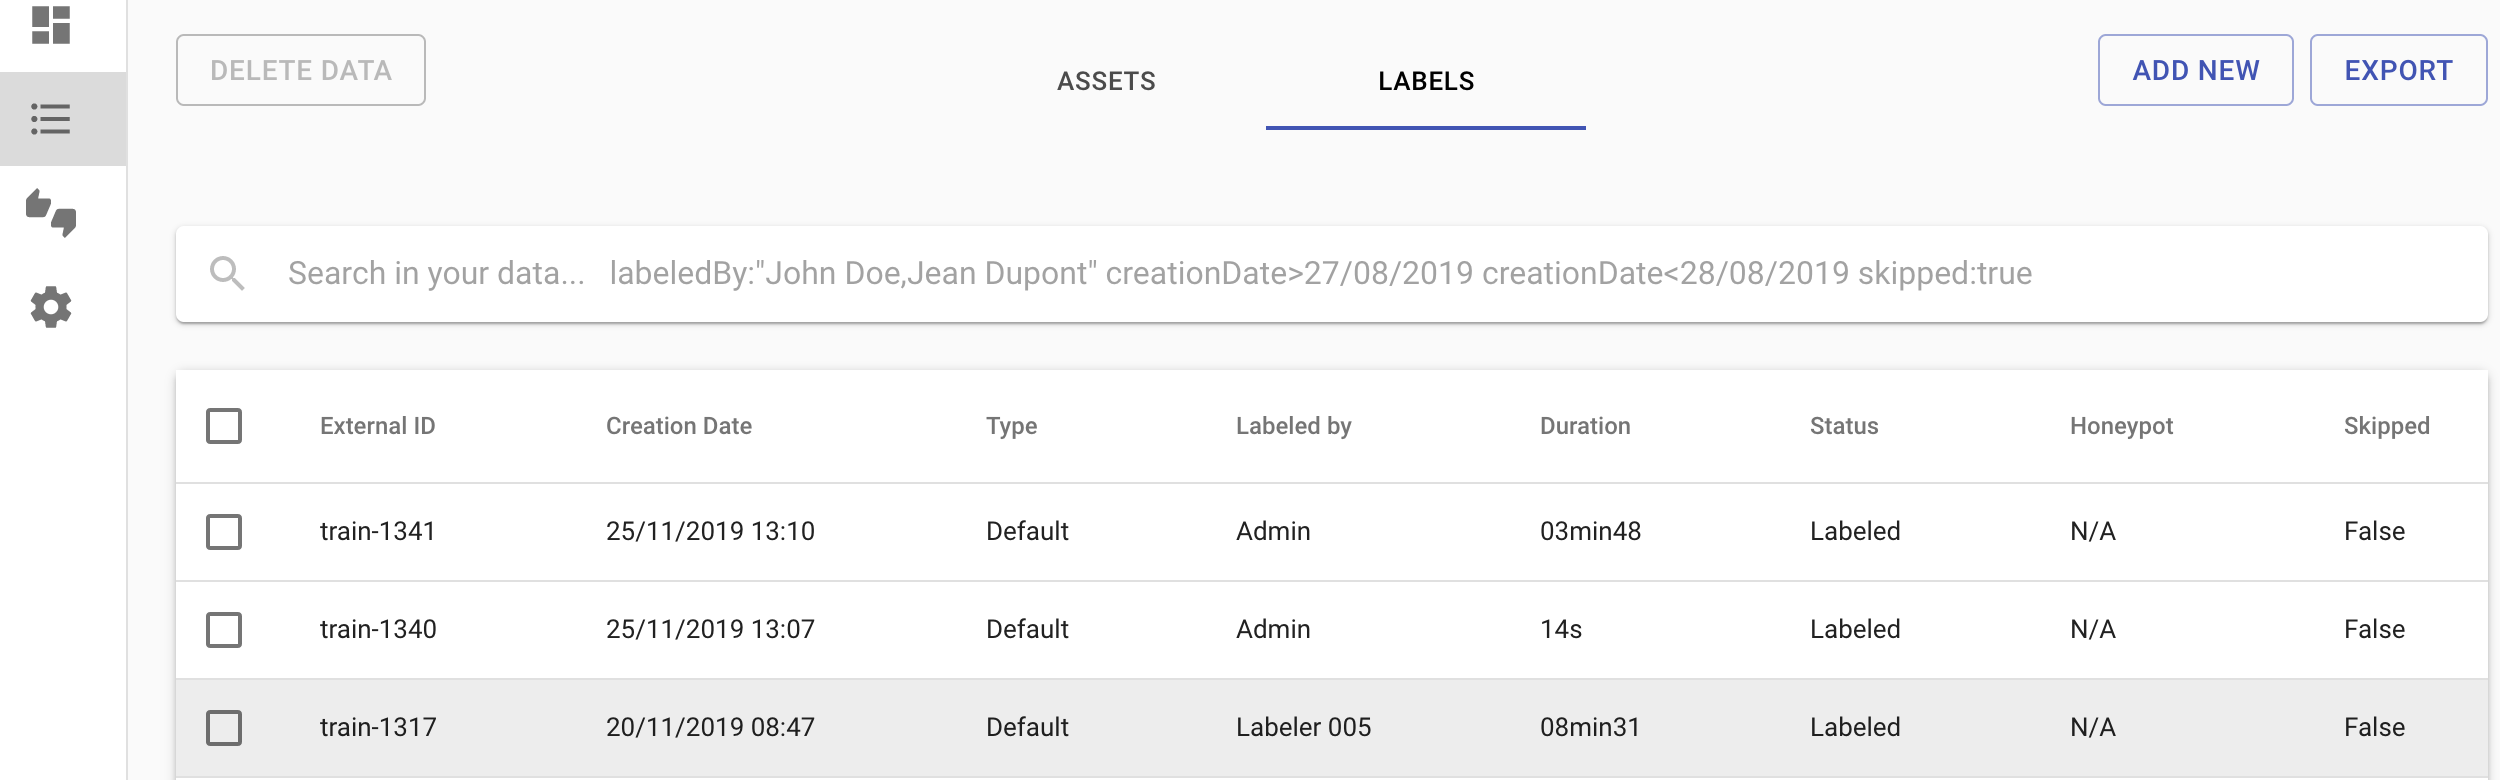 DELETE DATA ASSETS LABELS ADD NEW EXPORT
Search in your data... labeledBy:"John Doe,Jean Dupont" creationDate>27/08/2019 creationDate<28/08/2019 skipped:true
External ID Creation Date Type Labeled by Duration Status Honeypot Skipped
train-1341 25/11/2019 13:10 Default Admin 03min48 Labeled N/A False
train-1340 25/11/2019 13:07 Default Admin 14s Labeled N/A False
train-1317 20/11/2019 08:47 Default Labeler 005 08min31 Labeled N/A False